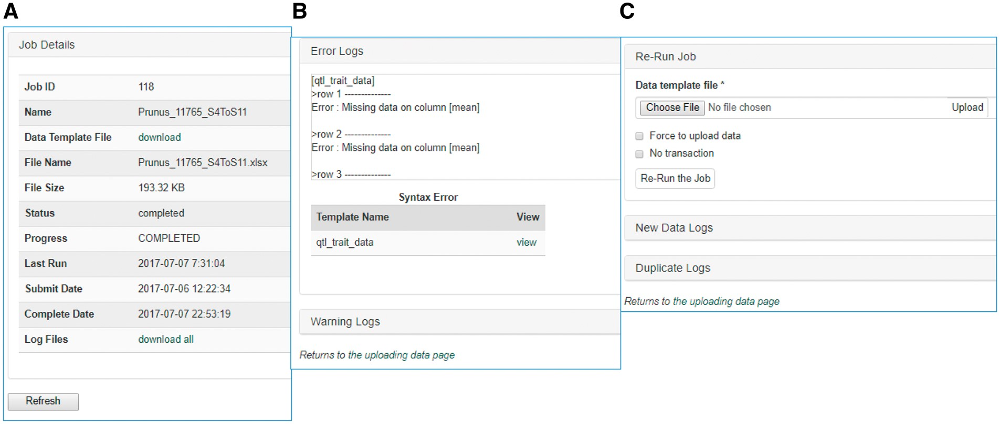 A
Job Details
Job ID 118
Name Prunus_11765_S4ToS11
Data Template File download
File Name Prunus_11765_S4ToS11.xlsx
File Size 193.32 KB
Status completed
Progress COMPLETED
Last Run 2017-07-07 7:31:04
Submit Date 2017-07-06 12:22:34
Complete Date 2017-07-07 22:53:19
Log Files download all
Refresh
B
Error Logs
[qtl_trait_data]
>row 1 --------------
Error : Missing data on column [mean]
>row 2 --------------
Error : Missing data on column [mean]
>row 3 --------------
Syntax Error
Template Name View
qtl_trait_data view
Warning Logs
Returns to the uploading data page
C
Re-Run Job
Data template file *
Choose File No file chosen Upload
Force to upload data
No transaction
Re-Run the Job
New Data Logs
Duplicate Logs
Returns to the uploading data page